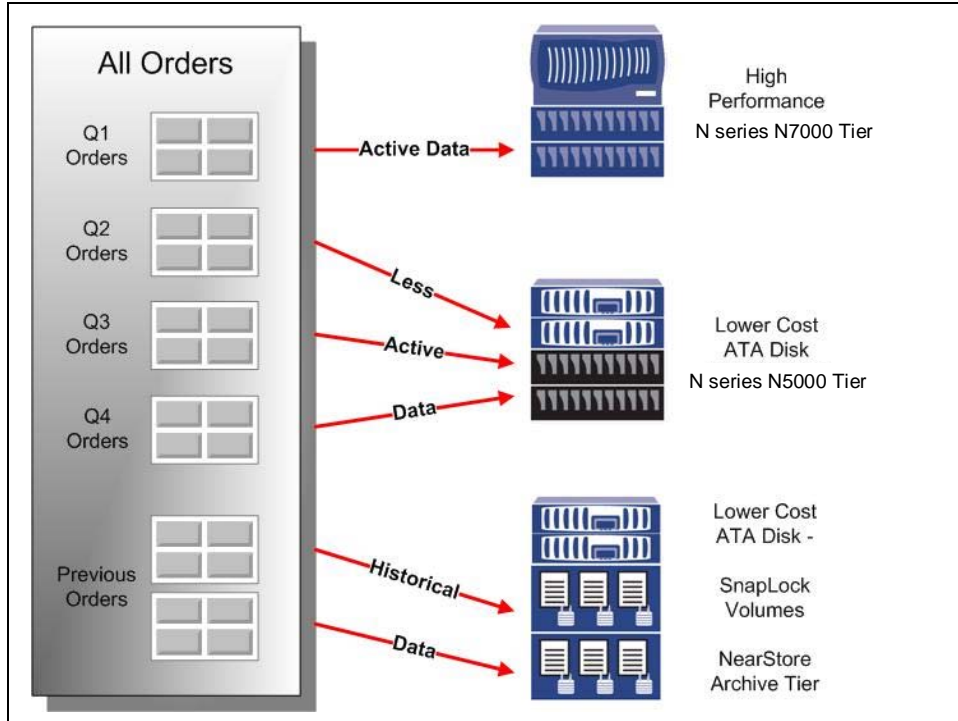 All Orders
Q1
Orders
Q2
Orders
Q3
Orders
Q4
Orders
Previous
Orders
Active Data
Less
Active
Data
Historical
Data
High
Performance
N series N7000 Tier
Lower Cost
ATA Disk
N series N5000 Tier
Lower Cost
ATA Disk -
SnapLock
Volumes
NearStore
Archive Tier